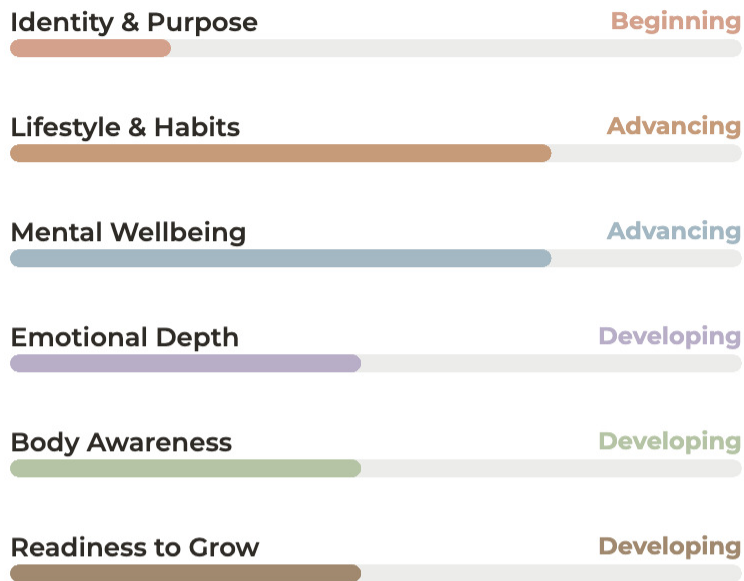 Identity & Purpose Beginning
Lifestyle & Habits Advancing
Mental Wellbeing Advancing
Emotional Depth Developing
Body Awareness Developing
Readiness to Grow Developing